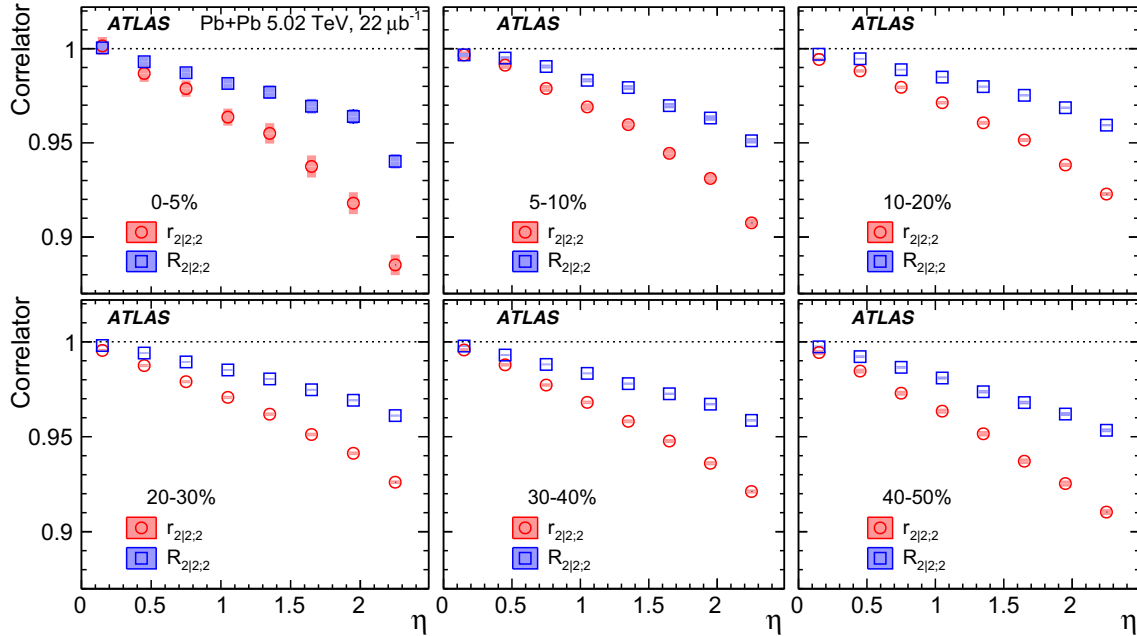 ATLAS Pb+Pb 5.02 TeV, 22 μb⁻¹
ATLAS
ATLAS
Correlator
1
0.95
0.9
0-5%
r2|2;2
R2|2;2
5-10%
r2|2;2
R2|2;2
10-20%
r2|2;2
R2|2;2
ATLAS
ATLAS
ATLAS
Correlator
1
0.95
0.9
20-30%
r2|2;2
R2|2;2
30-40%
r2|2;2
R2|2;2
40-50%
r2|2;2
R2|2;2
0 0.5 1 1.5 2 η
0 0.5 1 1.5 2 η
0 0.5 1 1.5 2 η